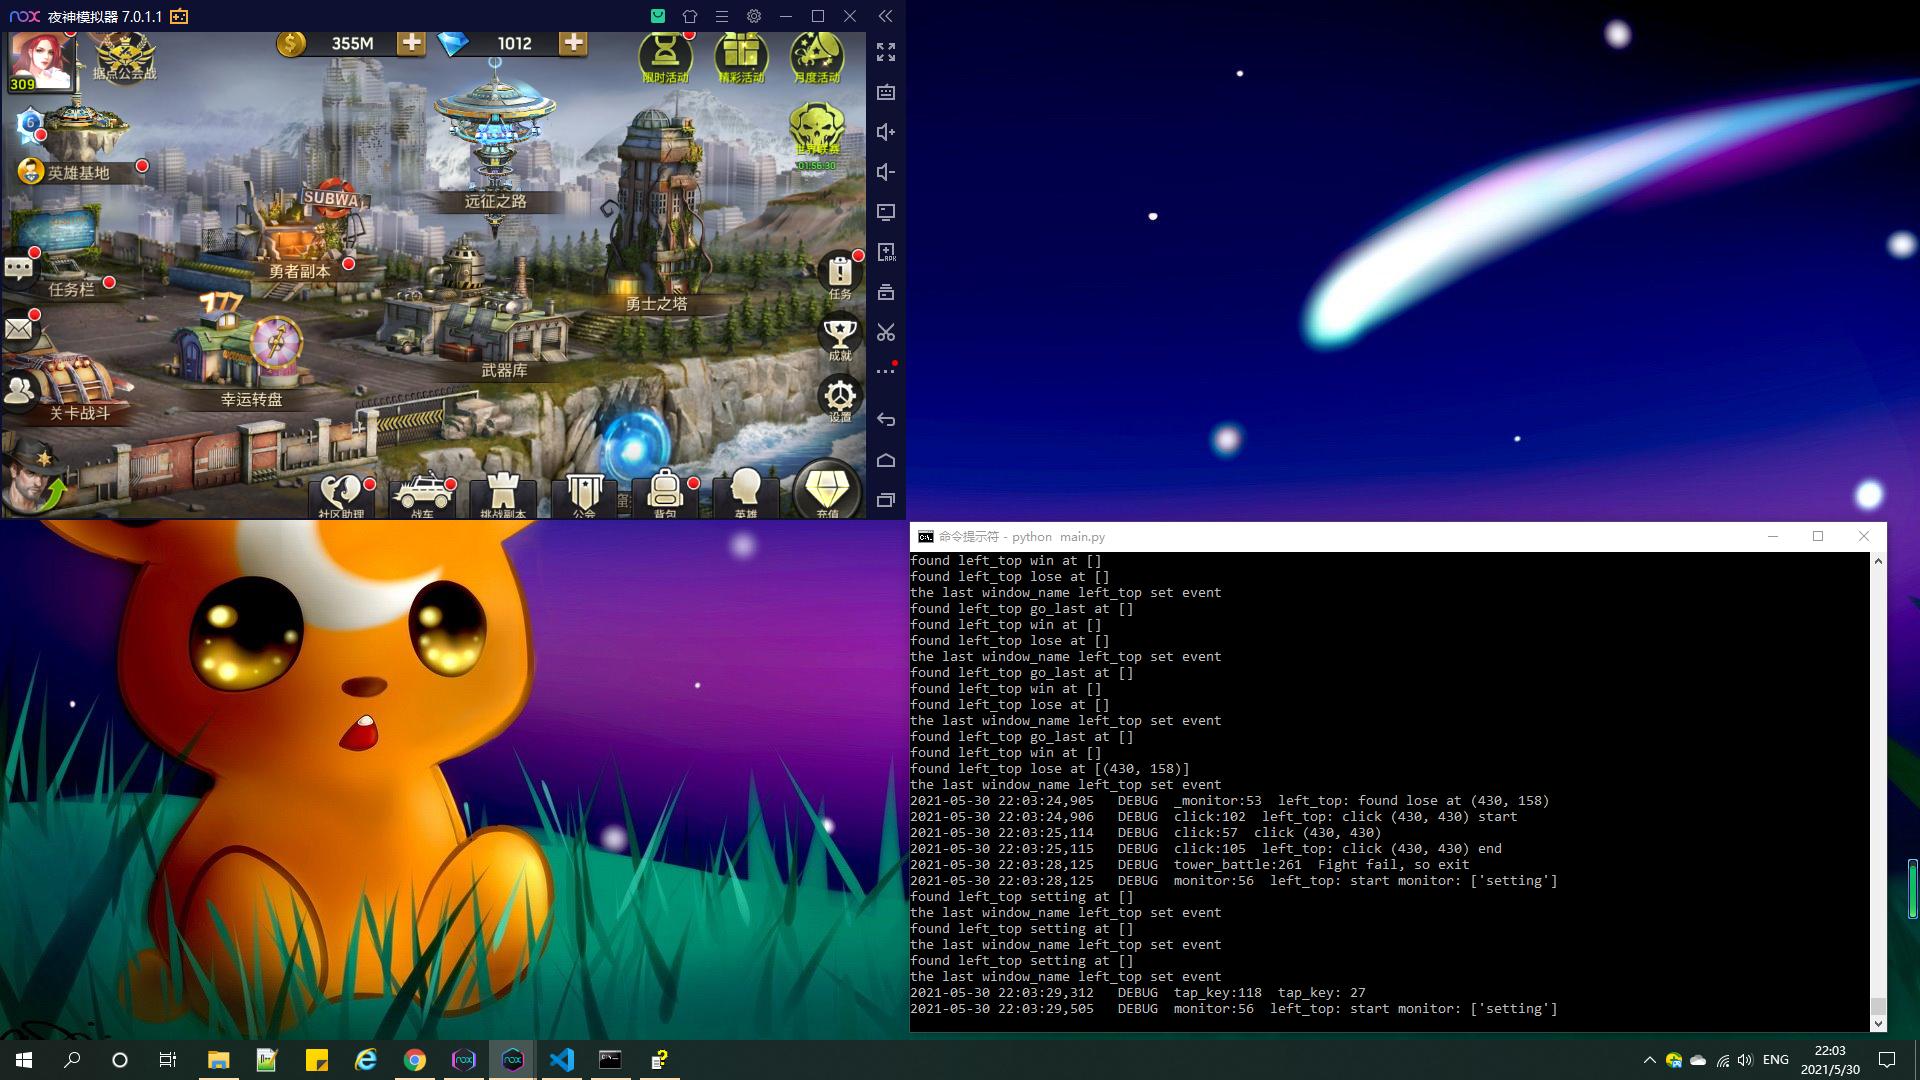 nox 夜神模拟器 7.0.1.1
355M
1012
309
据点公会战
限时活动
精彩活动
月度活动
6
世界联赛
01:56:30
英雄基地
SUBWA
远征之路
勇者副本
任务栏
勇士之塔
任务
777
武器库
成就
幸运转盘
关卡战斗
设置
社区助理
战车
挑战副本
公会
背包
英雄
充值
APK
命令提示符 - python main.py
found left_top win at []
found left_top lose at []
the last window_name left_top set event
found left_top go_last at []
found left_top win at []
found left_top lose at []
the last window_name left_top set event
found left_top go_last at []
found left_top win at []
found left_top lose at []
the last window_name left_top set event
found left_top go_last at []
found left_top win at []
found left_top lose at [(430, 158)]
the last window_name left_top set event
2021-05-30 22:03:24,905 DEBUG _monitor:53 left_top: found lose at (430, 158)
2021-05-30 22:03:24,906 DEBUG click:102 left_top: click (430, 430) start
2021-05-30 22:03:25,114 DEBUG click:57 click (430, 430)
2021-05-30 22:03:25,115 DEBUG click:105 left_top: click (430, 430) end
2021-05-30 22:03:28,125 DEBUG tower_battle:261 Fight fail, so exit
2021-05-30 22:03:28,125 DEBUG monitor:56 left_top: start monitor: ['setting']
found left_top setting at []
the last window_name left_top set event
found left_top setting at []
the last window_name left_top set event
found left_top setting at []
the last window_name left_top set event
2021-05-30 22:03:29,312 DEBUG tap_key:118 tap_key: 27
2021-05-30 22:03:29,505 DEBUG monitor:56 left_top: start monitor: ['setting']
nox
nox
ENG
22:03
2021/5/30